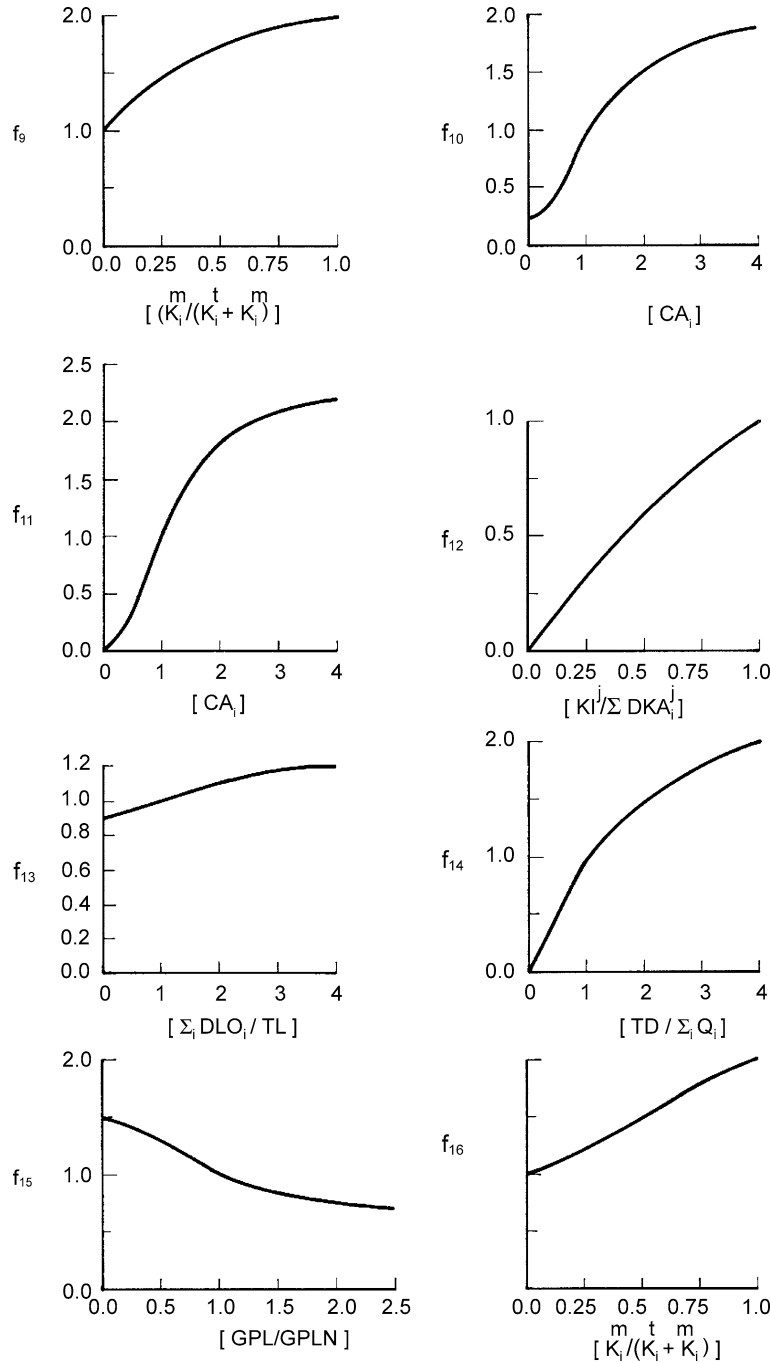 2.0
f₉ 1.0
0.0
0.0 0.25 0.5 0.75 1.0
m t m
[ (Kᵢ/(Kᵢ + Kᵢ) ]
2.0
1.5
f₁₀ 1.0
0.5
0.0
0 1 2 3 4
[ CAᵢ]
2.5
2.0
1.5
f₁₁
1.0
0.5
0.0
0 1 2 3 4
[ CAᵢ]
1.0
f₁₂ 0.5
0.0
0.0 0.25 0.5 0.75 1.0
[ KIʲ/Σ DKAᵢʲ]
1.2
1.0
0.8
f₁₃ 0.6
0.4
0.2
0.0
0 1 2 3 4
[ Σᵢ DLOᵢ / TL ]
2.0
f₁₄ 1.0
0.0
0 1 2 3 4
[ TD / Σᵢ Qᵢ]
2.0
f₁₅ 1.0
0.0
0.0 0.5 1.0 1.5 2.0 2.5
[ GPL/GPLN ]
f₁₆
0.0 0.25 0.5 0.75 1.0
m t m
[ Kᵢ/(Kᵢ + Kᵢ) ]